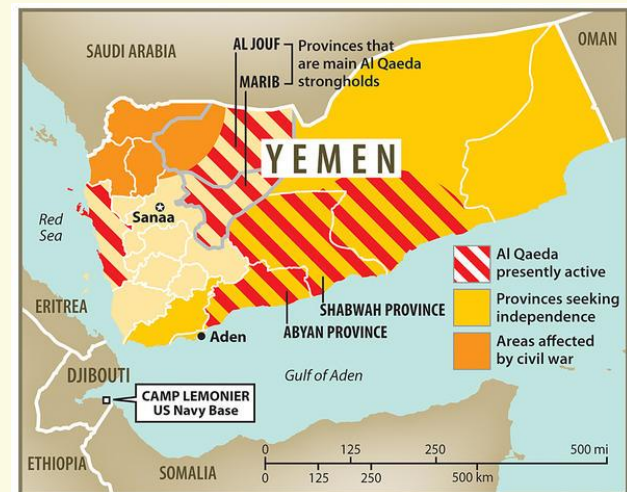 SAUDI ARABIA
OMAN
AL JOUF
MARIB
Provinces that
are main Al Qaeda
strongholds
YEMEN
Sanaa
Red
Sea
ERITREA
Aden
SHABWAH PROVINCE
ABYAN PROVINCE
Al Qaeda
presently active
Provinces seeking
independence
Areas affected
by civil war
DJIBOUTI
CAMP LEMONIER
US Navy Base
Gulf of Aden
ETHIOPIA
SOMALIA
0 125 250 500 mi
0 125 250 500 km